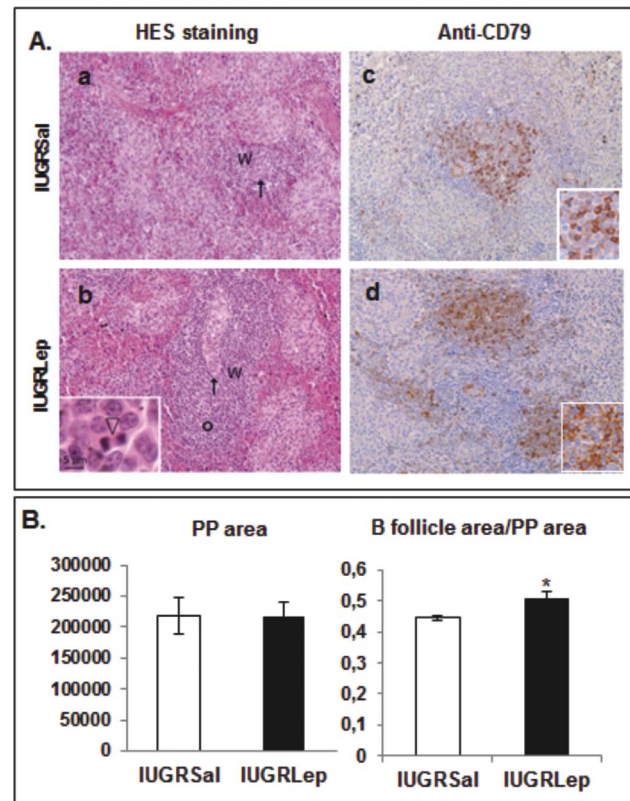 HES staining Anti-CD79
A.
a c
IUGRSal
W
↑
b d
IUGRLep
W
↑
o
B.
PP area B follicle area/PP area
300000
250000
200000
150000
100000
50000
0
IUGRSal IUGRLep
0,6
0,5
0,4
0,3
0,2
0,1
0
*
IUGRSal IUGRLep